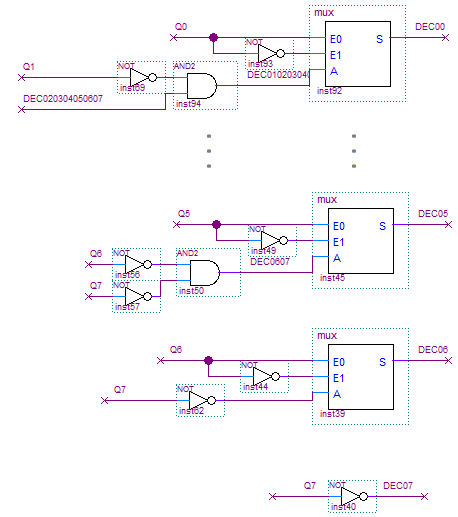 mux
Q0
DEC00
E0
S
NOT
E1
Q1
NOT
AND2
inst93
DEC01020304
A
inst69
inst92
DEC020304050607
inst94
mux
Q5
DEC05
E0
S
NOT
E1
Q6
NOT
AND2
inst49
DEC0607
A
inst56
inst45
Q7
NOT
inst50
inst57
mux
Q6
DEC06
E0
S
NOT
E1
Q7
NOT
inst44
A
inst62
inst39
Q7
NOT
DEC07
inst40